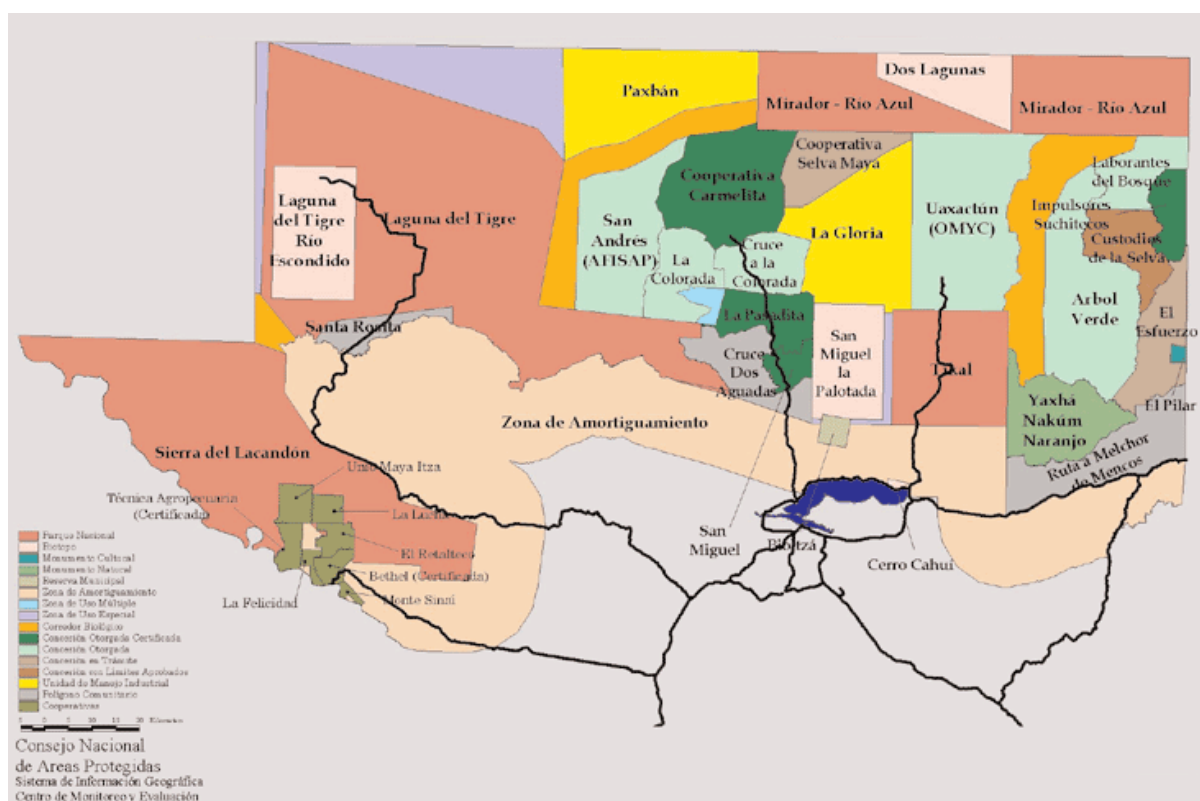 Dos Lagunas
Paxbán
Mirador - Río Azul
Mirador - Río Azul
Cooperativa
Selva Maya
Laborantes
del Bosque
Cooperativa
Carmelita
Laguna
del Tigre
Río
Escondido
Laguna del Tigre
San
Andrés
(AFISAP)
La Gloria
Uaxactún
(OMYC)
Impulsores
Suchitecos
Custodios
de la Selva
La
Colorada
Cruce
a la
Colorada
Arbol
Verde
El
Esfuerzo
La Pasadita
Santa Rosita
San
Miguel
la
Palotada
Cruce
Dos
Aguadas
Tikal
Yaxhá
Nakúm
Naranjo
El Pilar
Zona de Amortiguamiento
Sierra del Lacandón
Ruta a Melchor
de Mencos
Unio Maya Itza
Técnica Agropecuaria
(Certificada)
La Lucha
El Retalteco
Bethel (Certificada)
La Felicidad
Monte Sinaí
San
Miguel
Cerro Cahuí
Parque Nacional
Biotopo
Monumento Cultural
Monumento Natural
Reserva Municipal
Zona de Amortiguamiento
Zona de Uso Múltiple
Zona de Uso Especial
Corredor Biológico
Concesión Otorgada Certificada
Concesión Otorgada
Concesión en Trámite
Concesión con Límites Aprobados
Unidad de Manejo Industrial
Polígono Comunitario
Cooperativas
Consejo Nacional
de Areas Protegidas
Sistema de Información Geográfica
Centro de Monitoreo y Evaluación